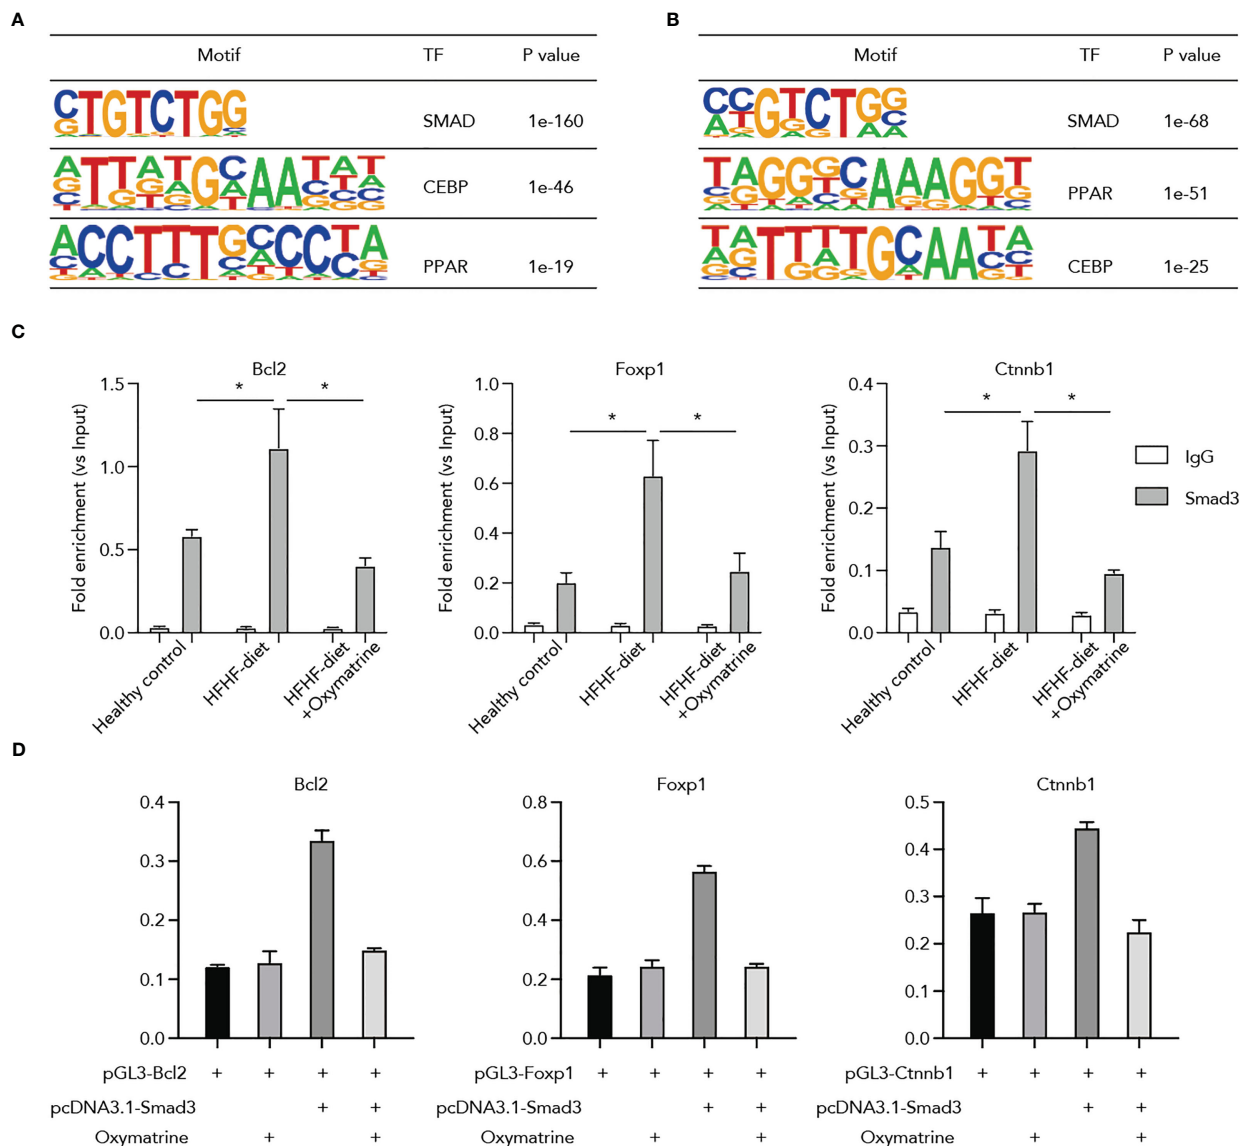 A
Motif TF P value
CTGTCTGG SMAD 1e-160
ATTATGCAATAT CEBP 1e-46
ACCTTTGCCCTA PPAR 1e-19
B
Motif TF P value
CCGTCTGG SMAD 1e-68
TAGGGCAAAGGT PPAR 1e-51
TATTTTGCAATA CEBP 1e-25
C
Bcl2
Fold enrichment (vs Input)
1.5
1.0
0.5
0.0
* *
Healthy control
HFHF-diet
HFHF-diet
+Oxymatrine
Foxp1
Fold enrichment (vs Input)
1.0
0.8
0.6
0.4
0.2
0.0
* *
Healthy control
HFHF-diet
HFHF-diet
+Oxymatrine
Ctnnb1
Fold enrichment (vs Input)
0.4
0.3
0.2
0.1
0.0
* *
Healthy control
HFHF-diet
HFHF-diet
+Oxymatrine
IgG
Smad3
D
Bcl2
0.4
0.3
0.2
0.1
0.0
pGL3-Bcl2 + + + +
pcDNA3.1-Smad3 + +
Oxymatrine + +
Foxp1
0.8
0.6
0.4
0.2
0.0
pGL3-Foxp1 + + + +
pcDNA3.1-Smad3 + +
Oxymatrine + +
Ctnnb1
0.5
0.4
0.3
0.2
0.1
0.0
pGL3-Ctnnb1 + + + +
pcDNA3.1-Smad3 + +
Oxymatrine + +